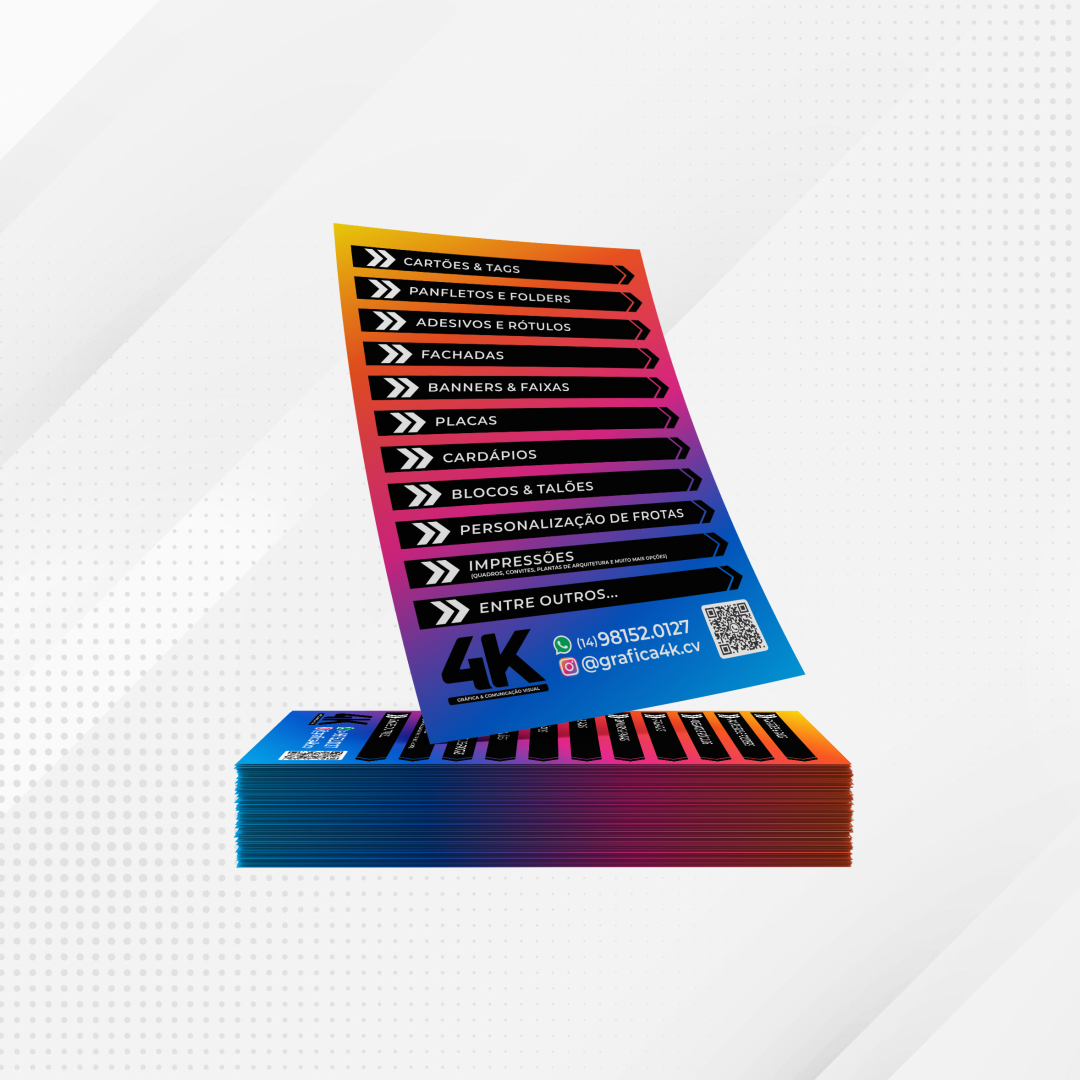 CARTÕES & TAGS
PANFLETOS E FOLDERS
ADESIVOS E RÓTULOS
FACHADAS
BANNERS & FAIXAS
PLACAS
CARDÁPIOS
BLOCOS & TALÕES
PERSONALIZAÇÃO DE FROTAS
IMPRESSÕES
(QUADROS, CONVITES, PLANTAS DE ARQUITETURA E MUITO MAIS OPÇÕES)
ENTRE OUTROS...
4K
GRÁFICA & COMUNICAÇÃO VISUAL
(14)98152.0127
@grafica4k.cv
4K